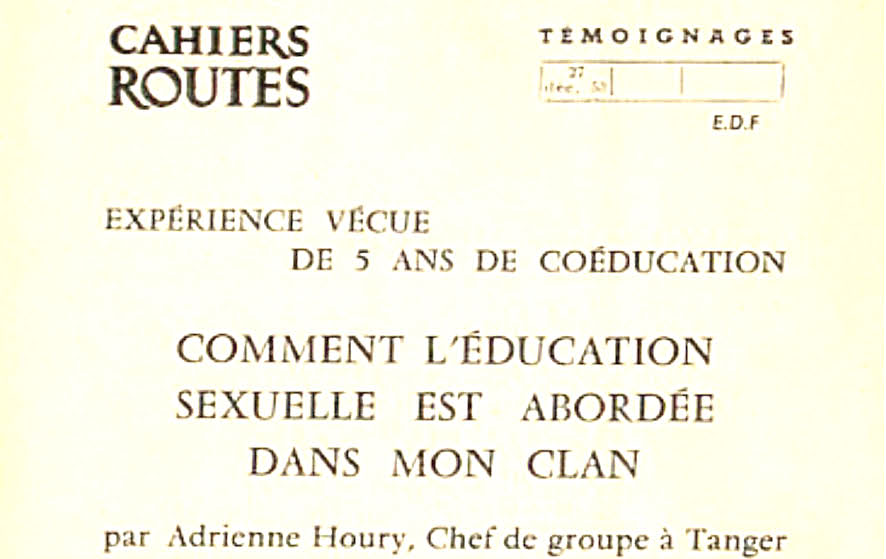 CAHIERS
ROUTES
TÉMOIGNAGES
27
E.D.F
EXPÉRIENCE VÉCUE
DE 5 ANS DE COÉDUCATION
COMMENT L'ÉDUCATION
SEXUELLE EST ABORDÉE
DANS MON CLAN
par Adrienne Houry, Chef de groupe à Tanger